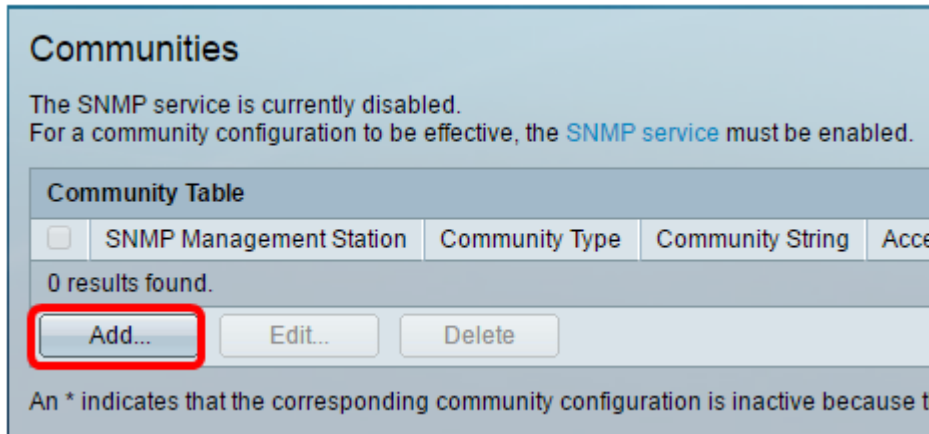 Communities
The SNMP service is currently disabled.
For a community configuration to be effective, the SNMP service must be enabled.
Community Table
SNMP Management Station Community Type Community String
0 results found.
Add... Edit... Delete
An * indicates that the corresponding community configuration is inactive because